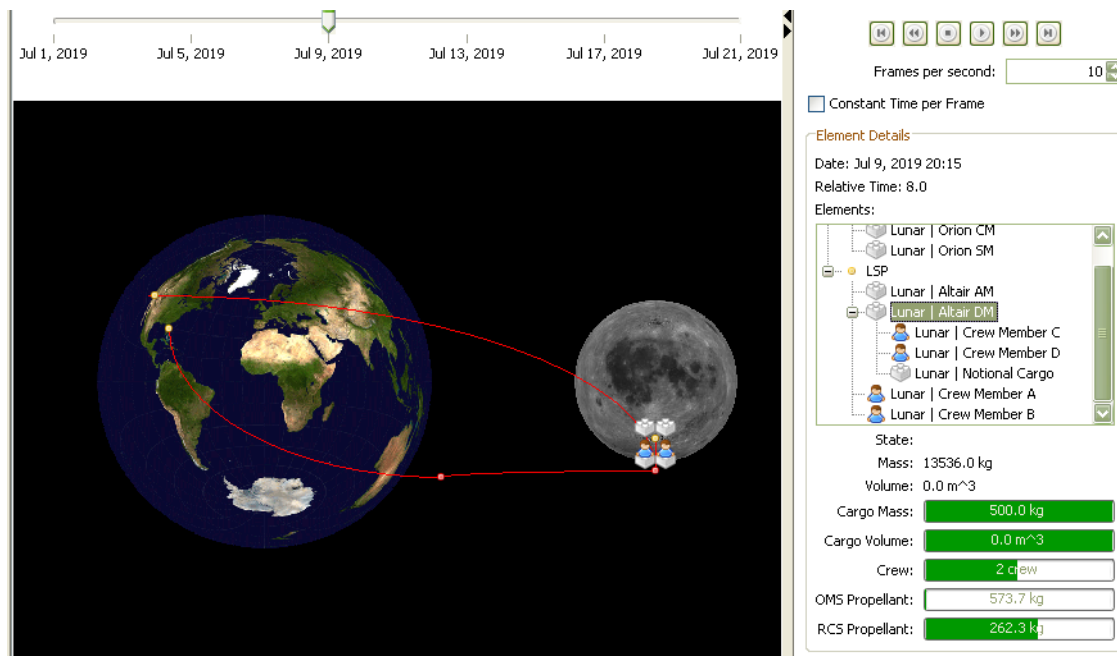 Jul 1, 2019 Jul 5, 2019 Jul 9, 2019 Jul 13, 2019 Jul 17, 2019 Jul 21, 2019
Frames per second: 10
Constant Time per Frame
Element Details
Date: Jul 9, 2019 20:15
Relative Time: 8.0
Elements:
Lunar | Orion CM
Lunar | Orion SM
LSP
Lunar | Altair AM
Lunar | Altair DM
Lunar | Crew Member C
Lunar | Crew Member D
Lunar | Notional Cargo
Lunar | Crew Member A
Lunar | Crew Member B
State:
Mass: 13536.0 kg
Volume: 0.0 m^3
Cargo Mass: 500.0 kg
Cargo Volume: 0.0 m^3
Crew: 2 crew
OMS Propellant: 573.7 kg
RCS Propellant: 262.3 kg